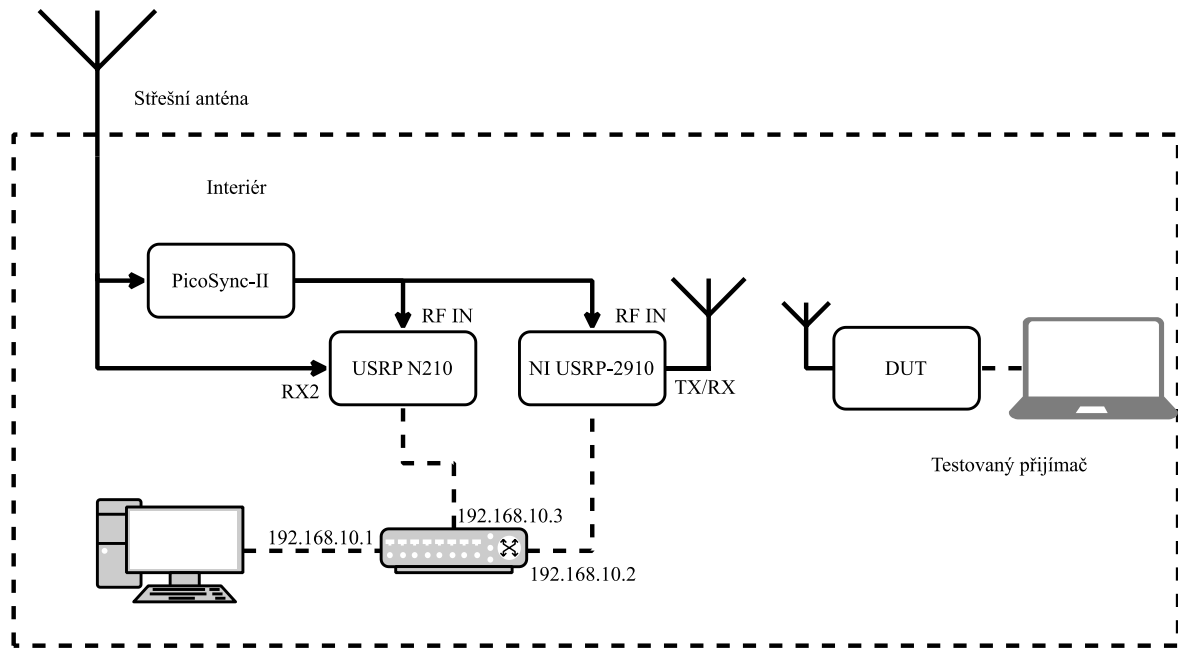 Střešní anténa
Interiér
PicoSync-II
RF IN
RF IN
USRP N210
NI USRP-2910
DUT
RX2
TX/RX
Testovaný přijímač
192.168.10.3
192.168.10.1
192.168.10.2